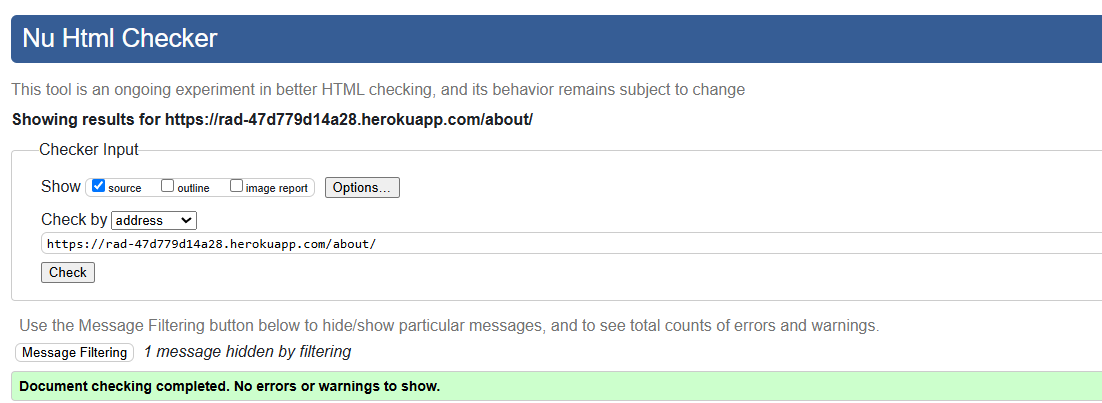 Nu Html Checker
This tool is an ongoing experiment in better HTML checking, and its behavior remains subject to change
Showing results for https://rad-47d779d14a28.herokuapp.com/about/
Checker Input
Show source outline image report Options...
Check by address
https://rad-47d779d14a28.herokuapp.com/about/
Check
Use the Message Filtering button below to hide/show particular messages, and to see total counts of errors and warnings.
Message Filtering 1 message hidden by filtering
Document checking completed. No errors or warnings to show.